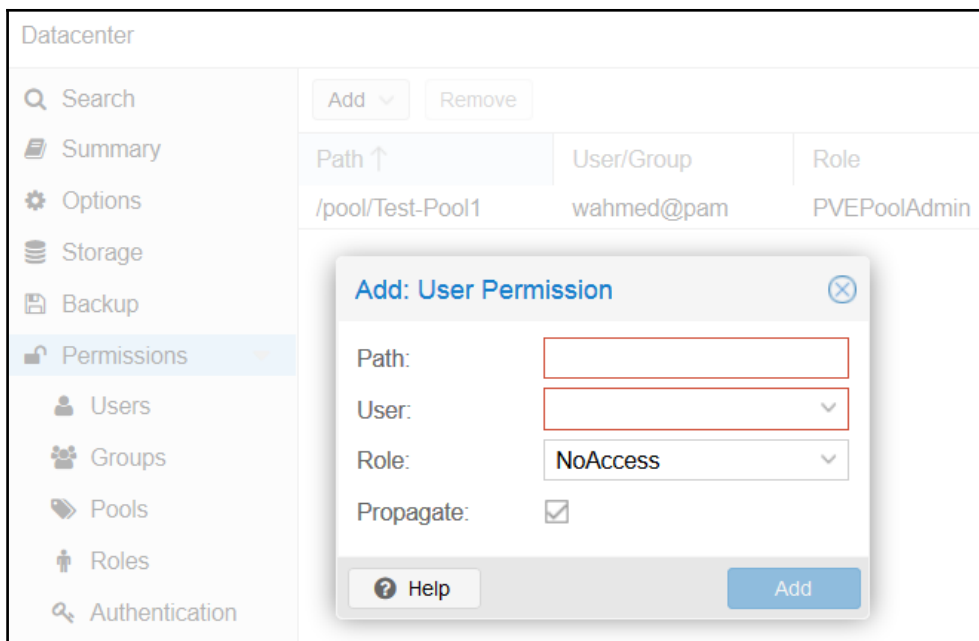 Datacenter
Search
Summary
Options
Storage
Backup
Permissions
Users
Groups
Pools
Roles
Authentication
Add Remove
Path ↑ User/Group Role
/pool/Test-Pool1 wahmed@pam PVEPoolAdmin
Add: User Permission
Path:
User:
Role: NoAccess
Propagate:
Help Add